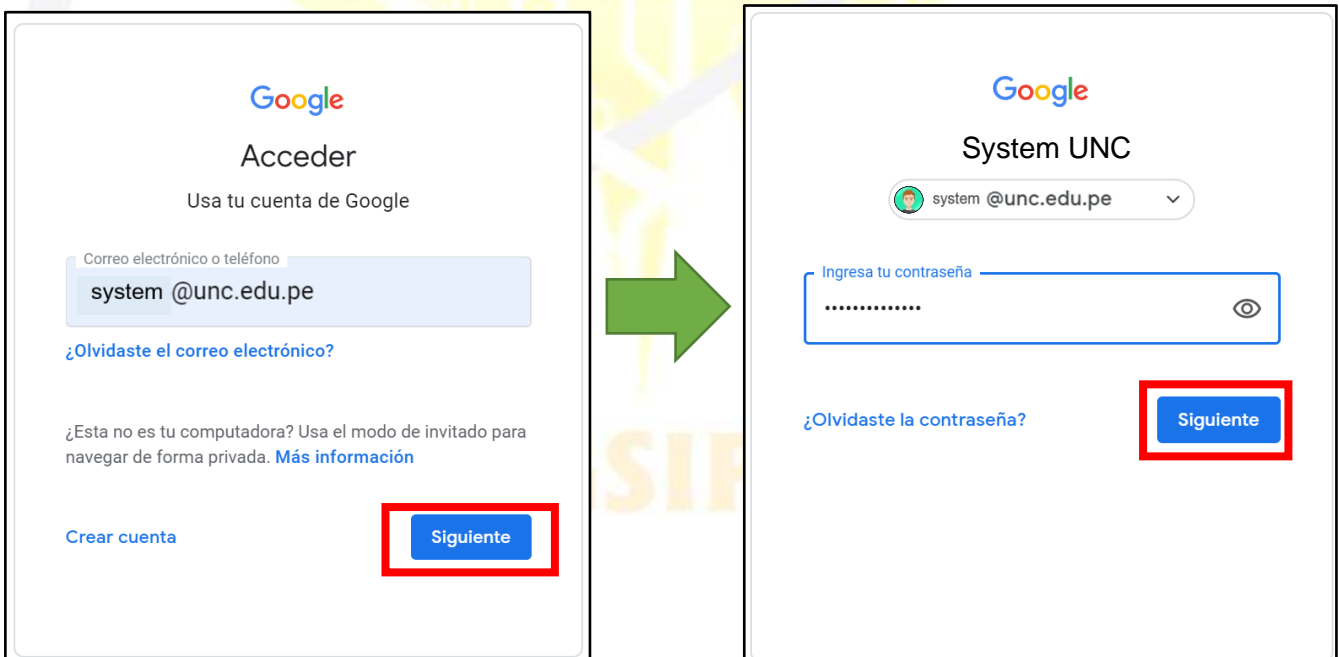 Google
Acceder
Usa tu cuenta de Google
Correo electrónico o teléfono
system @unc.edu.pe
¿Olvidaste el correo electrónico?
¿Esta no es tu computadora? Usa el modo de invitado para
navegar de forma privada. Más información
Crear cuenta
Siguiente
Google
System UNC
system @unc.edu.pe
Ingresa tu contraseña
••••••••••••••
¿Olvidaste la contraseña?
Siguiente